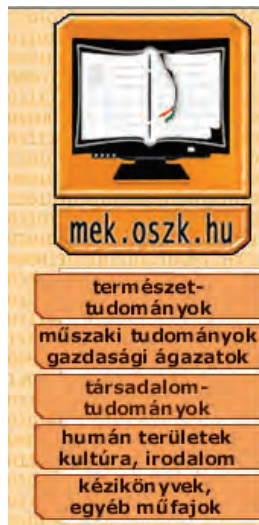 mek.oszk.hu
természet-
tudományok
műszaki tudományok
gazdasági ágazatok
társadalom-
tudományok
humán területek
kultúra, irodalom
kézikönyvek,
egyéb műfajok